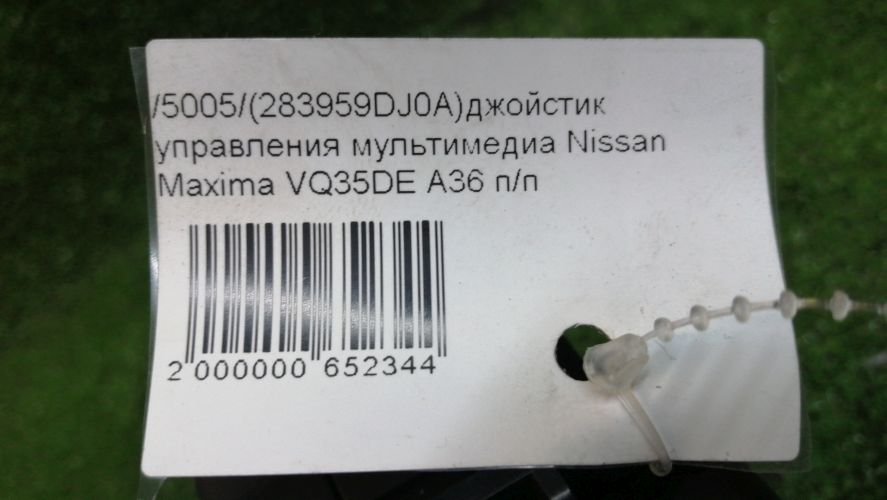 /5005/(283959DJ0A)джойстик
управления мультимедиа Nissan
Maxima VQ35DE A36 п/п
2 000000 652344